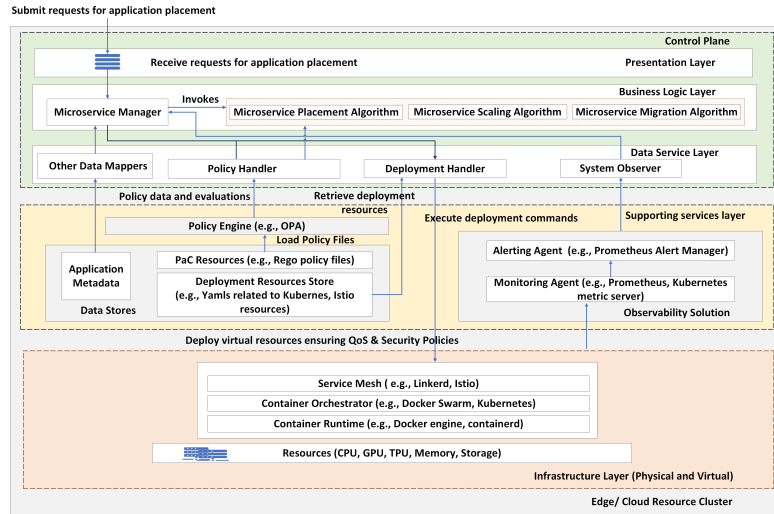 Submit requests for application placement
Control Plane
Receive requests for application placement
Presentation Layer
Business Logic Layer
Microservice Manager
Invokes
Microservice Placement Algorithm
Microservice Scaling Algorithm
Microservice Migration Algorithm
Data Service Layer
Other Data Mappers
Policy Handler
Deployment Handler
System Observer
Policy data and evaluations
Retrieve deployment
resources
Execute deployment commands
Supporting services layer
Policy Engine (e.g., OPA)
Load Policy Files
Application
Metadata
PaC Resources (e.g., Rego policy files)
Deployment Resources Store
(e.g., Yamls related to Kubernes, Istio
resources)
Data Stores
Alerting Agent (e.g., Prometheus Alert Manager)
Monitoring Agent (e.g., Prometheus, Kubernetes
metric server)
Observability Solution
Deploy virtual resources ensuring QoS & Security Policies
Service Mesh ( e.g., Linkerd, Istio)
Container Orchestrator (e.g., Docker Swarm, Kubernetes)
Container Runtime (e.g., Docker engine, containerd)
Resources (CPU, GPU, TPU, Memory, Storage)
Infrastructure Layer (Physical and Virtual)
Edge/ Cloud Resource Cluster